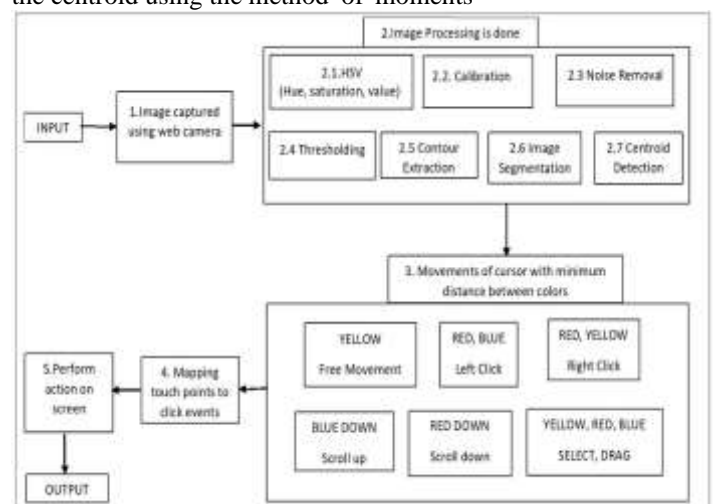 the centroid using the method of moments
2.Image Processing is done
2.1.HSV
(Hue, saturation, value)
2.2. Calibration
2.3 Noise Removal
INPUT
1.Image captured
using web camera
2.4 Thresholding
2.5 Contour
Extraction
2.6 Image
Segmentation
2.7 Centroid
Detection
3. Movements of cursor with minimum
distance between colors
YELLOW
Free Movement
RED, BLUE
Left Click
RED, YELLOW
Right Click
5.Perform
action on
screen
4. Mapping
touch points to
click events
BLUE DOWN
Scroll up
RED DOWN
Scroll down
YELLOW, RED, BLUE
SELECT, DRAG
OUTPUT